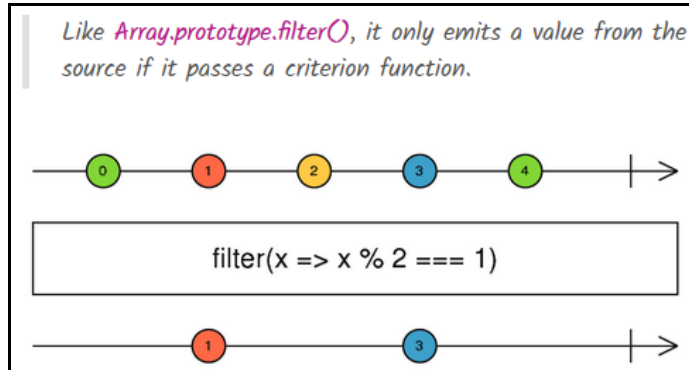 Like Array.prototype.filter(), it only emits a value from the
source if it passes a criterion function.
0 1 2 3 4
filter(x => x % 2 === 1)
1 3